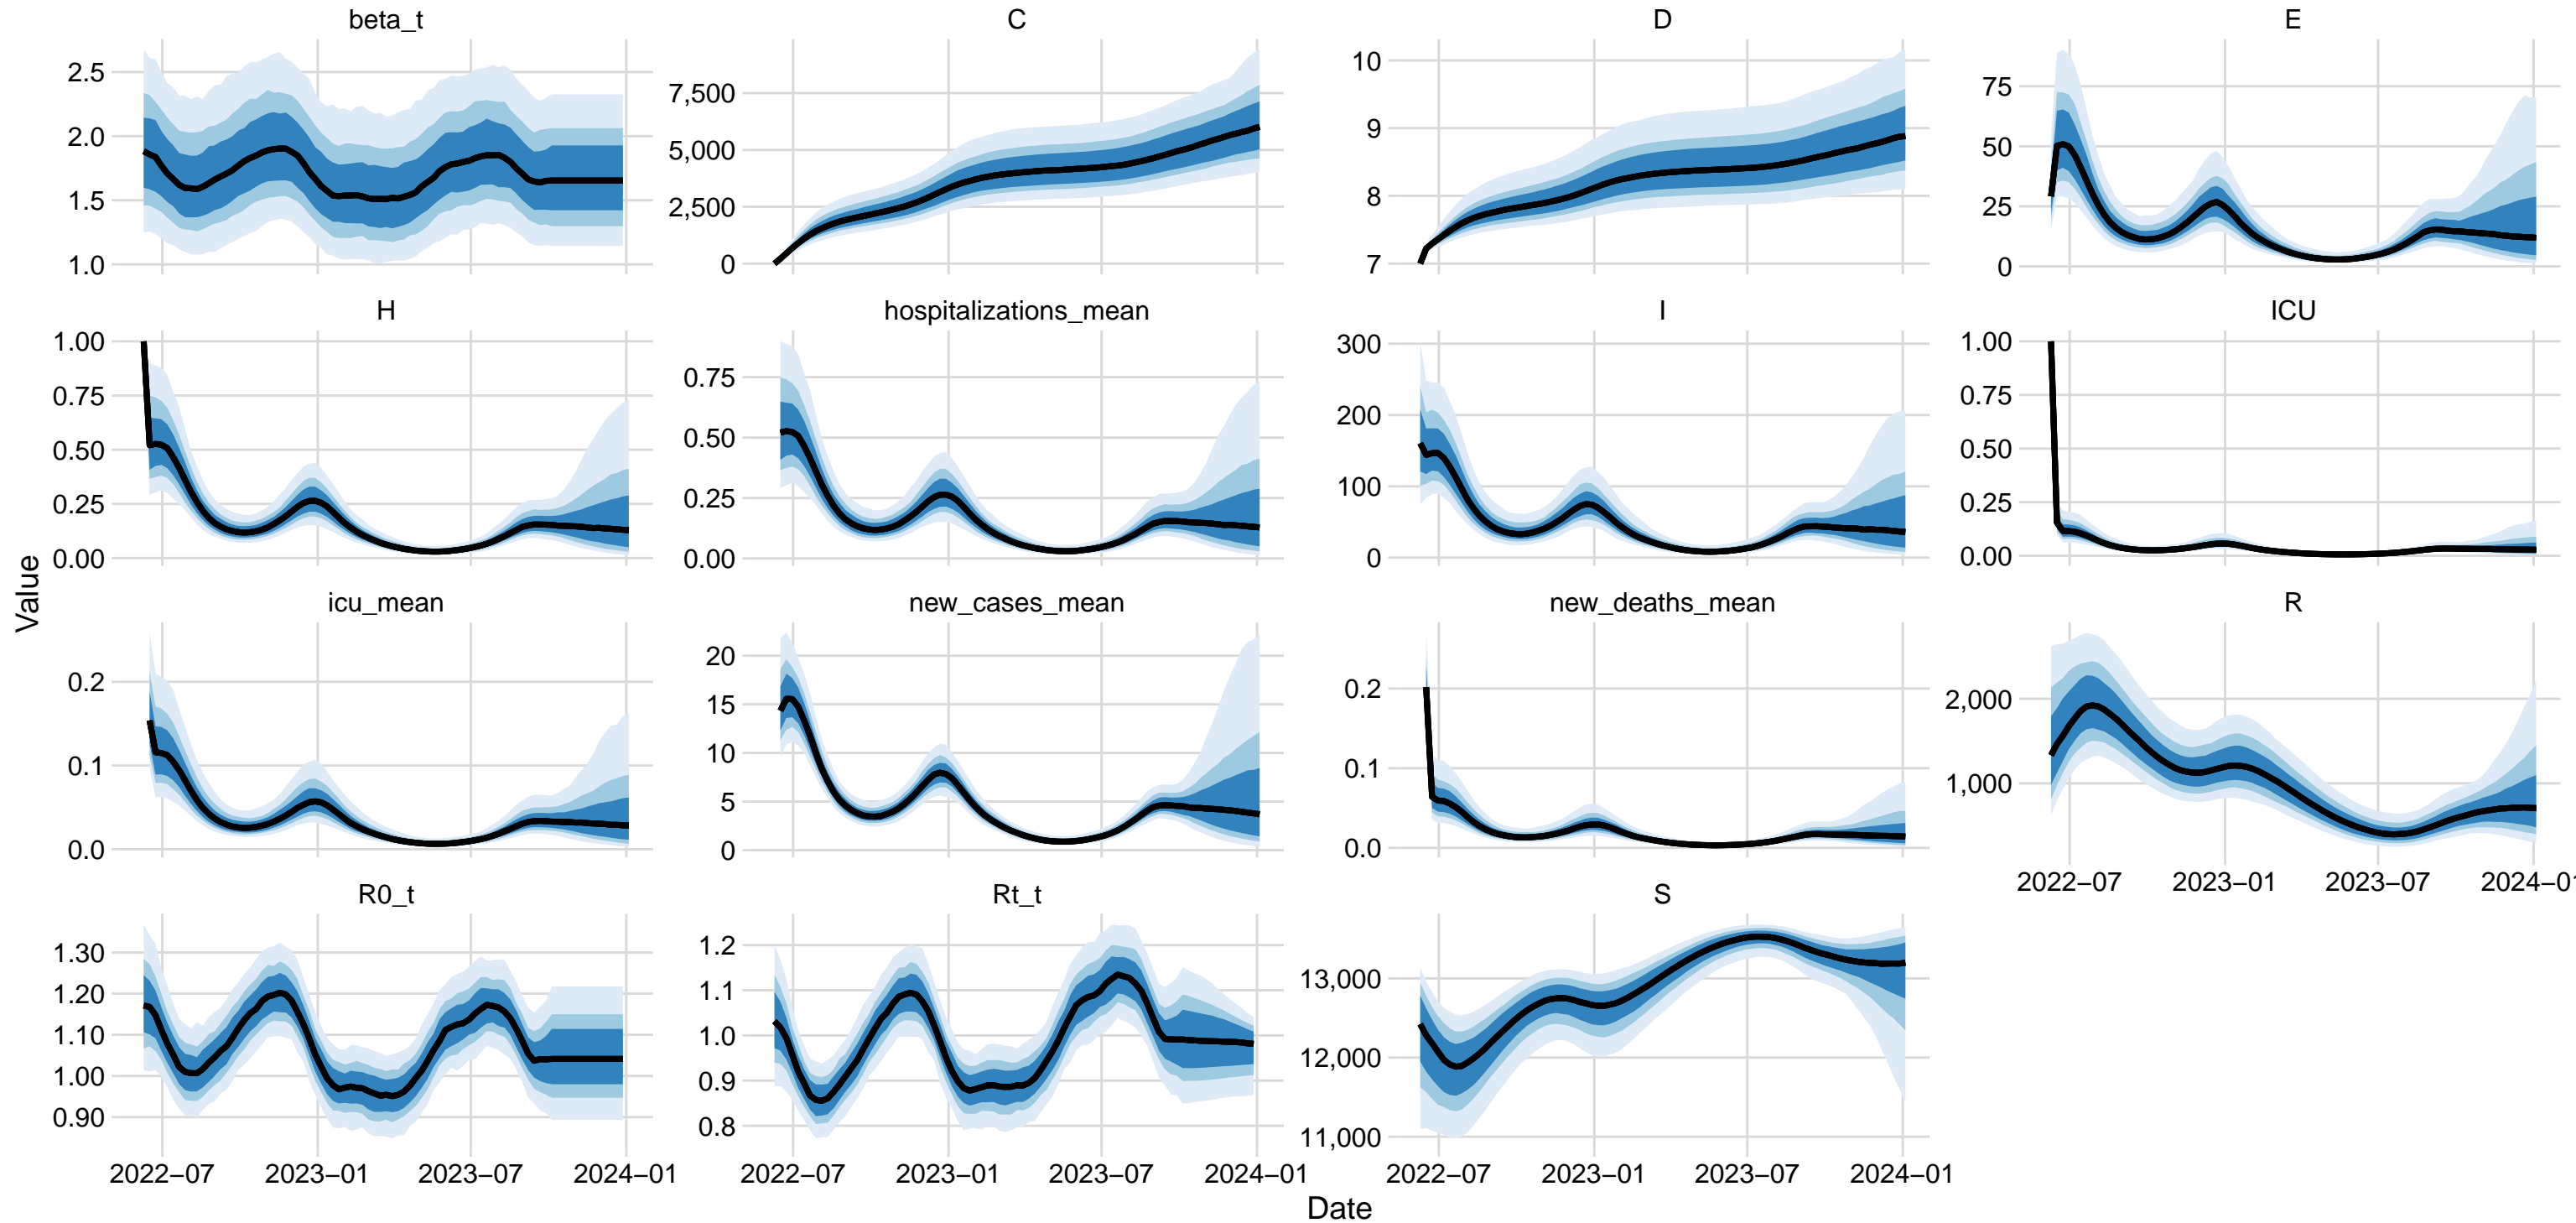 beta_t
C
D
E
2.5
2.0
1.5
1.0
7,500
5,000
2,500
0
10
9
8
7
75
50
25
0
H
hospitalizations_mean
I
ICU
1.00
0.75
0.50
0.25
0.00
0.75
0.50
0.25
0.00
300
200
100
0
1.00
0.75
0.50
0.25
0.00
Value
icu_mean
new_cases_mean
new_deaths_mean
R
0.2
0.1
0.0
20
15
10
5
0
0.2
0.1
0.0
2,000
1,000
2022−07 2023−01 2023−07 2024−01
R0_t
Rt_t
S
1.30
1.20
1.10
1.00
0.90
1.2
1.1
1.0
0.9
0.8
13,000
12,000
11,000
2022−07 2023−01 2023−07 2024−01
2022−07 2023−01 2023−07 2024−01
2022−07 2023−01 2023−07 2024−01
Date